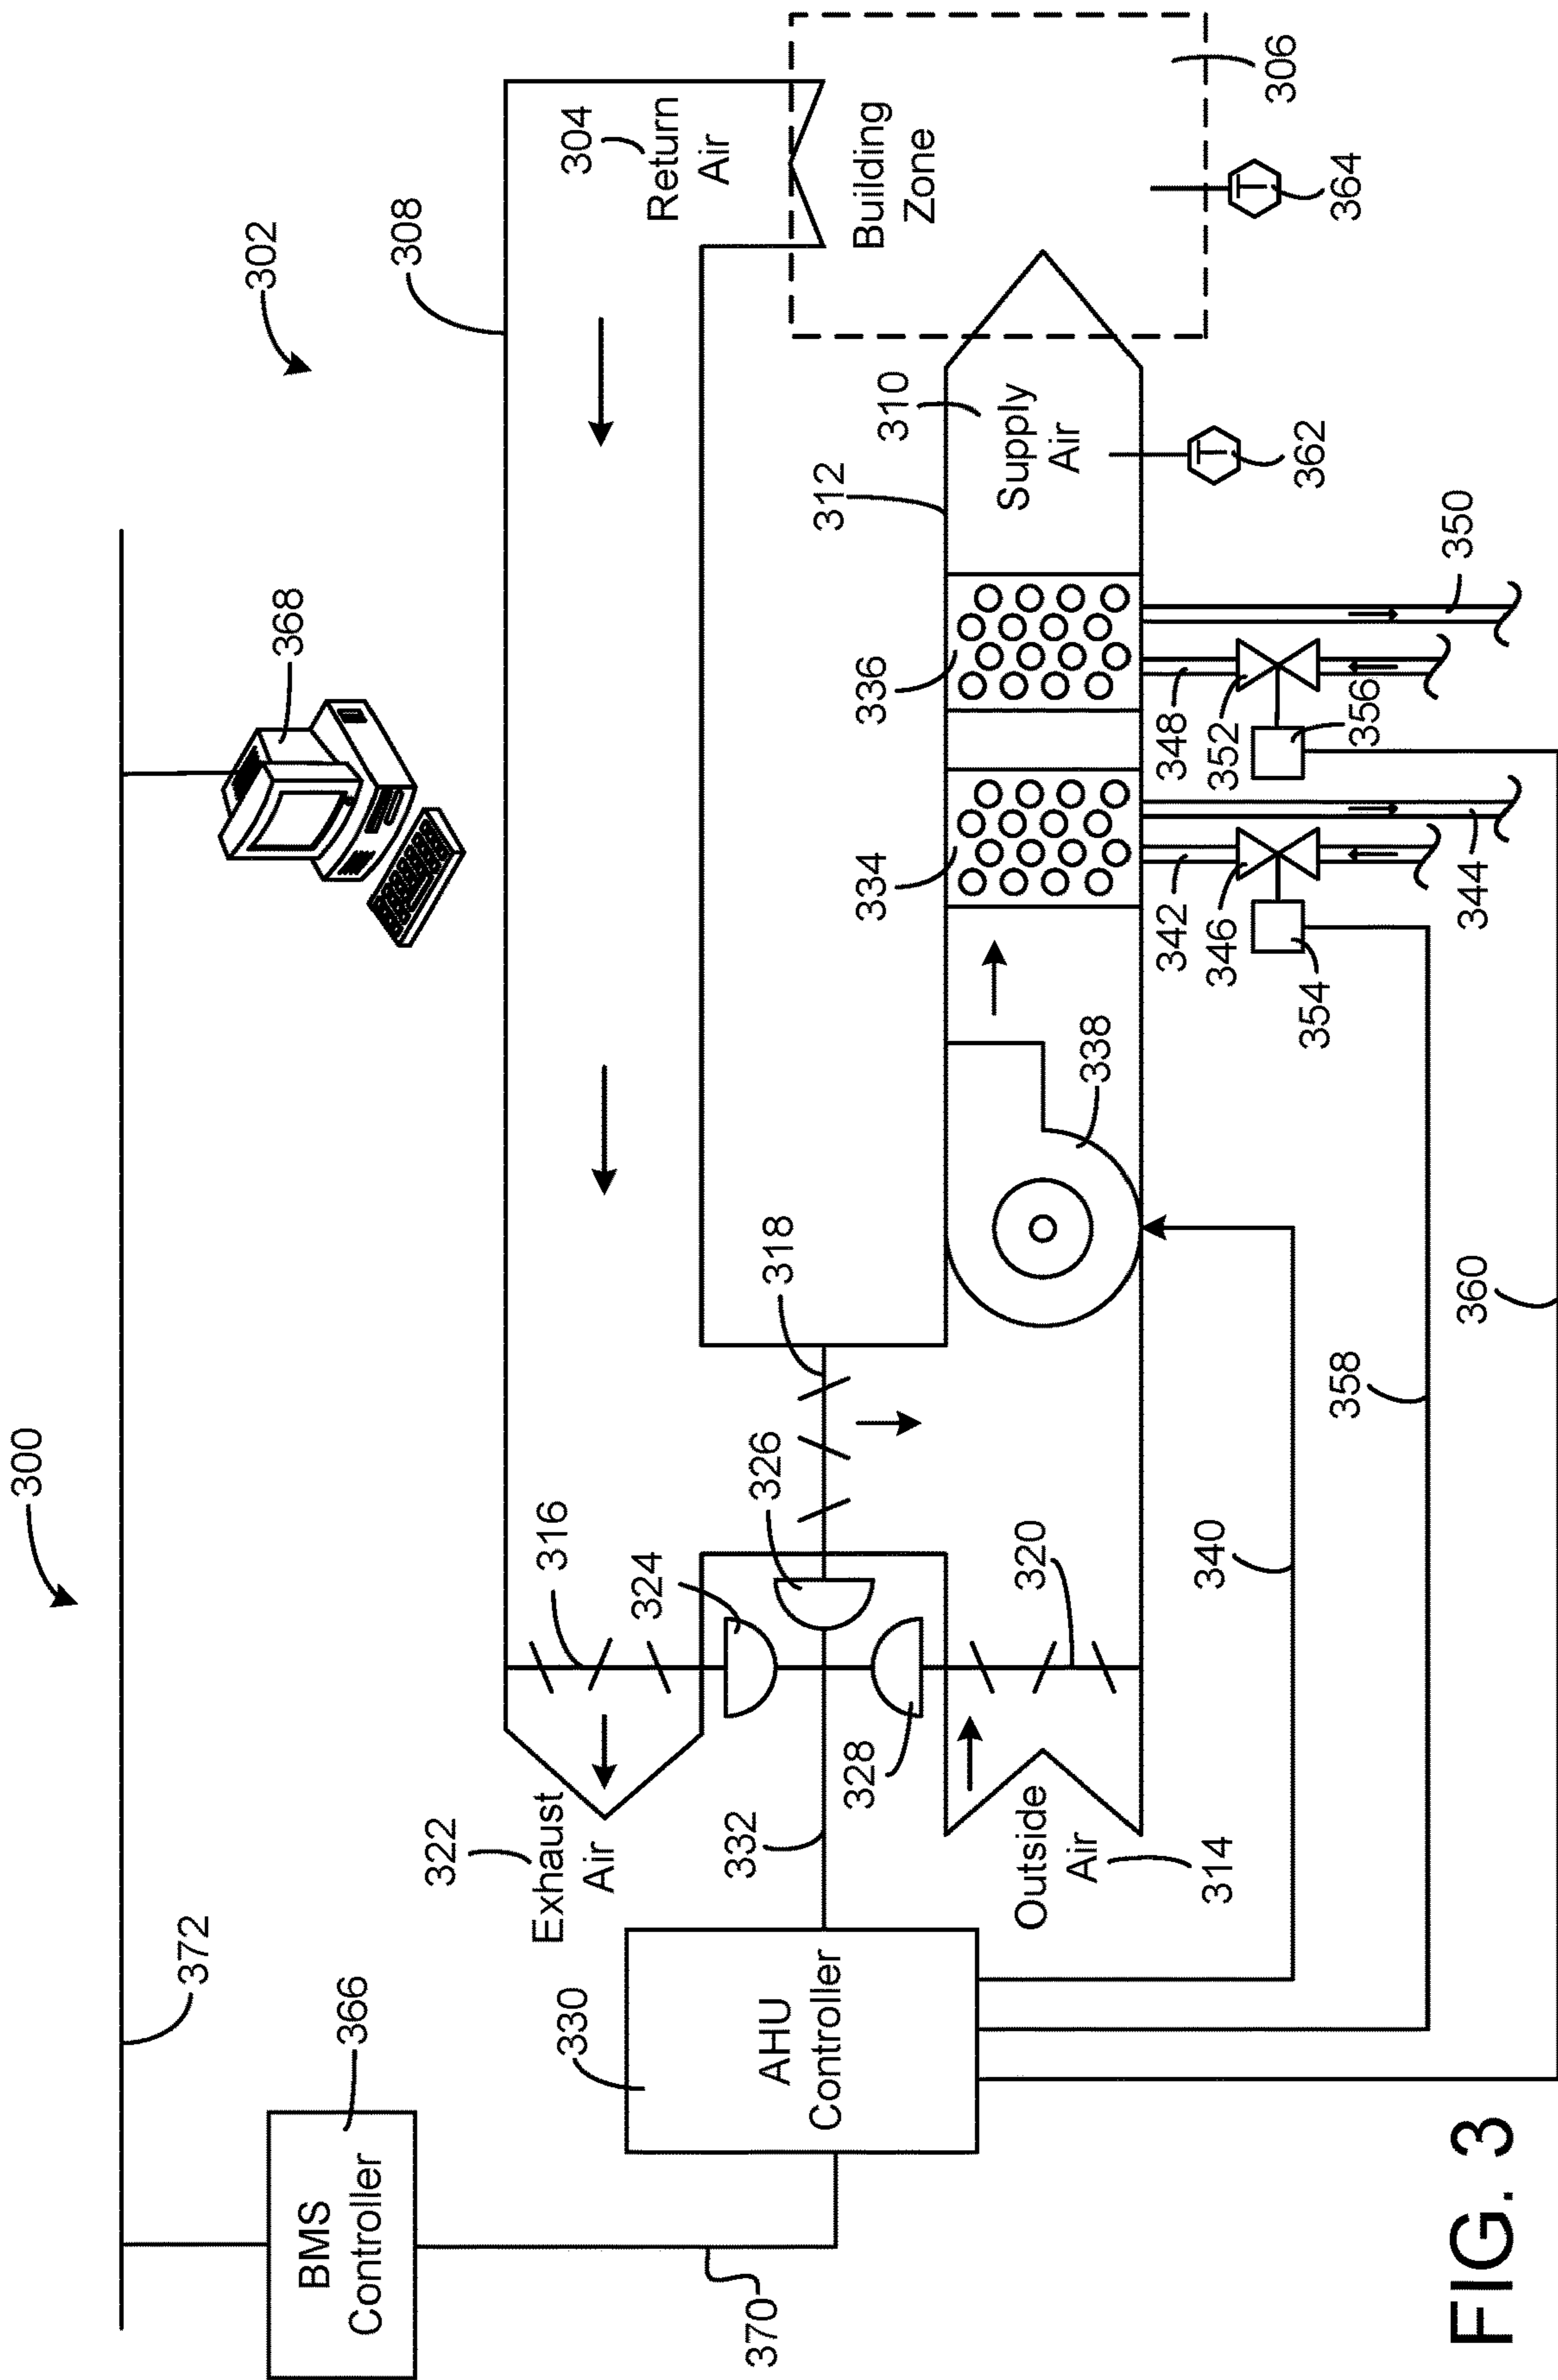 300
372
BMS
Controller
366
370
368
302
308
304
Return
Air
322
Exhaust
Air
316
324
326
318
332
328
330
AHU
Controller
Outside
Air
314
320
338
334
336
312
310
Supply
Air
Building
Zone
306
364
362
342
346
354
344
348
352
356
350
340
358
360
T
T
FIG. 3